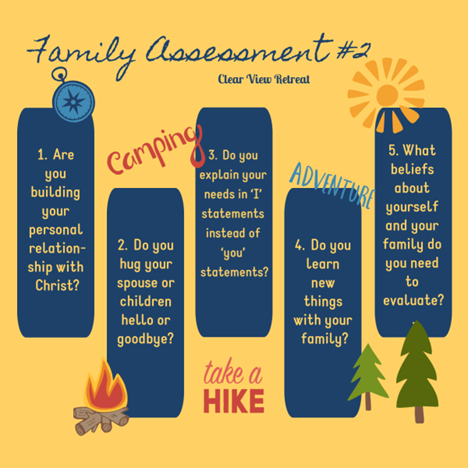 Family Assessment #2
Clear View Retreat
1. Are
you
building
your
personal
relation-
ship with
Christ?
Camping
2. Do you
hug your
spouse or
children
hello or
goodbye?
3. Do you
explain your
needs in 'I'
statements
instead of
'you'
statements?
take a
HIKE
ADVENTURE
4. Do you
learn
new
things
with your
family?
5. What
beliefs
about
yourself
and your
family do
you need
to
evaluate?